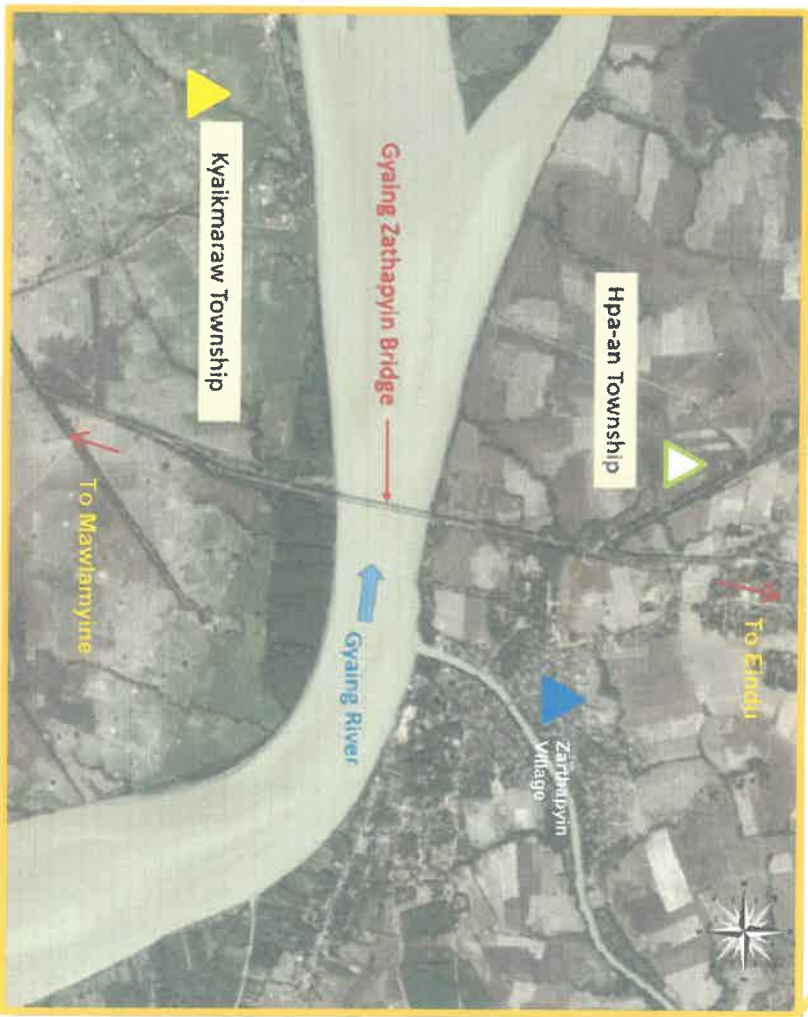 To Eindu
Hpa-an Township
Zarthapyin
Village
Gyaing Zathapyin Bridge
Gyaing River
Kyaikmaraw Township
To Mawlamyine